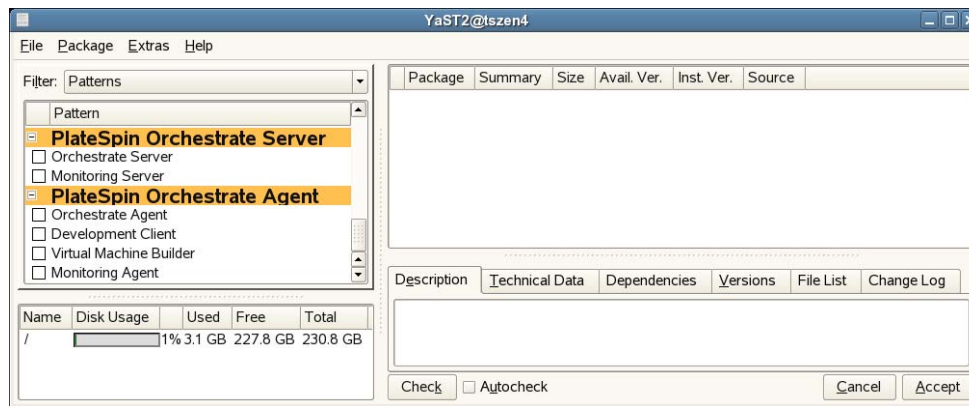 YaST2@tszen4
File Package Extras Help
Filter: Patterns
Pattern
PlateSpin Orchestrate Server
Orchestrate Server
Monitoring Server
PlateSpin Orchestrate Agent
Orchestrate Agent
Development Client
Virtual Machine Builder
Monitoring Agent
Name Disk Usage Used Free Total
/ 1% 3.1 GB 227.8 GB 230.8 GB
Package Summary Size Avail. Ver. Inst. Ver. Source
Description Technical Data Dependencies Versions File List Change Log
Check Autocheck Cancel Accept